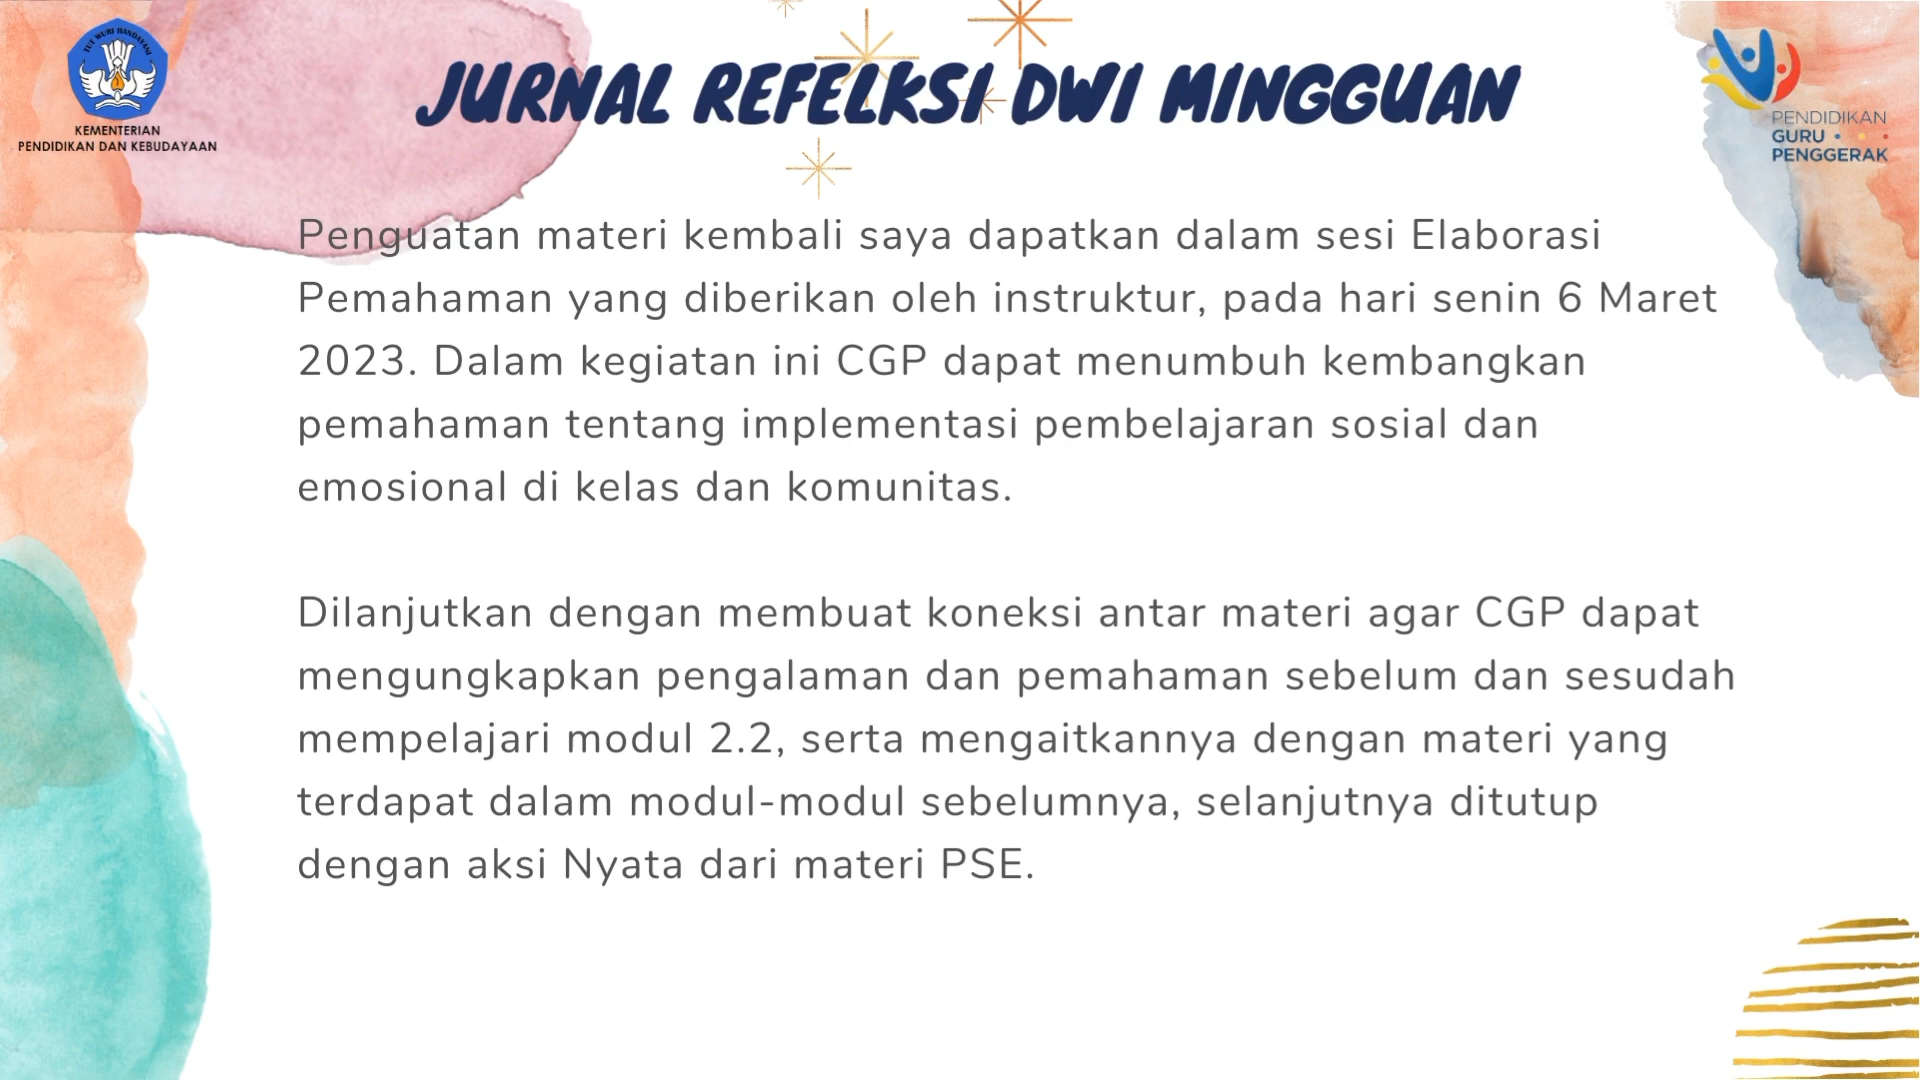 TUT WURI HANDAYANI
KEMENTERIAN
PENDIDIKAN DAN KEBUDAYAAN
JURNAL REFELKSI DWI MINGGUAN
PENDIDIKAN
GURU
PENGGERAK
Penguatan materi kembali saya dapatkan dalam sesi Elaborasi
Pemahaman yang diberikan oleh instruktur, pada hari senin 6 Maret
2023. Dalam kegiatan ini CGP dapat menumbuh kembangkan
pemahaman tentang implementasi pembelajaran sosial dan
emosional di kelas dan komunitas.
Dilanjutkan dengan membuat koneksi antar materi agar CGP dapat
mengungkapkan pengalaman dan pemahaman sebelum dan sesudah
mempelajari modul 2.2, serta mengaitkannya dengan materi yang
terdapat dalam modul-modul sebelumnya, selanjutnya ditutup
dengan aksi Nyata dari materi PSE.